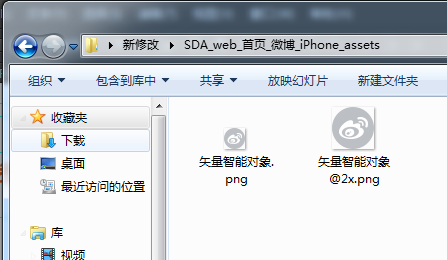 新修改 ▸ SDA_web_首页_微博_iPhone_assets
组织 包含到库中 共享 放映幻灯片 新建文件夹
收藏夹
下载
桌面
最近访问的位置
库
视频
矢量智能对象.
png
矢量智能对象
@2x.png